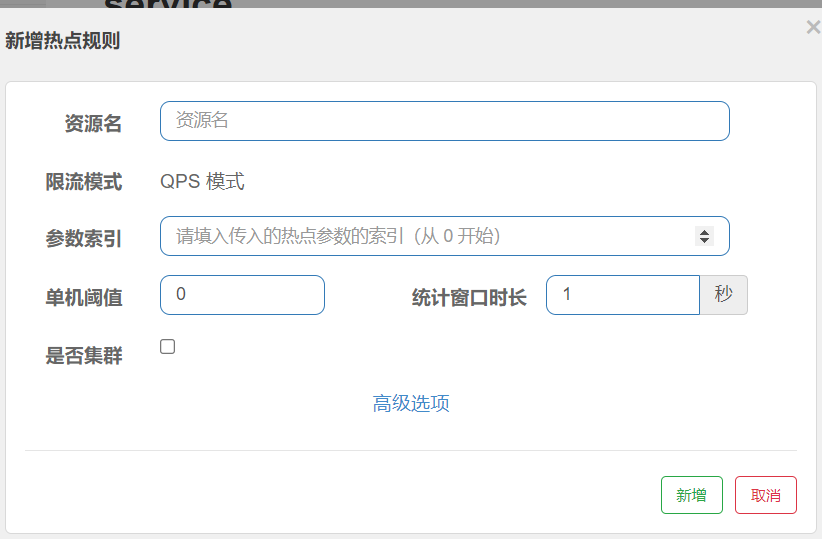 service
新增热点规则
×
资源名 资源名
限流模式 QPS 模式
参数索引 请填入传入的热点参数的索引（从 0 开始）
单机阈值 0 统计窗口时长 1 秒
是否集群
高级选项
新增 取消